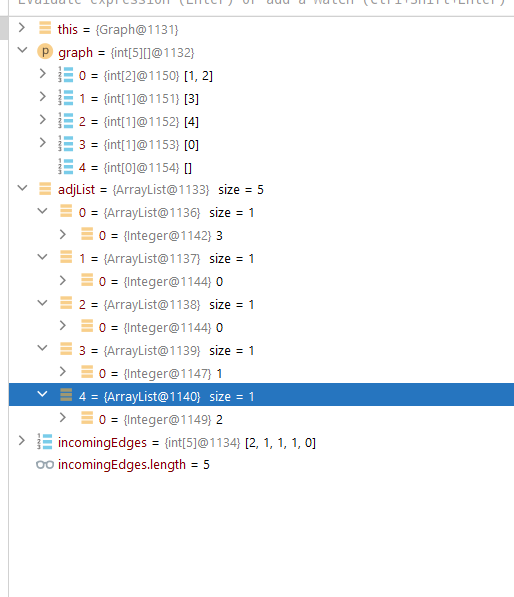 Evaluate expression (Enter) or add a watch (Ctrl+Shift+Enter)
this = {Graph@1131}
p graph = {int[5][]@1132}
0 = {int[2]@1150} [1, 2]
1 = {int[1]@1151} [3]
2 = {int[1]@1152} [4]
3 = {int[1]@1153} [0]
4 = {int[0]@1154} []
adjList = {ArrayList@1133} size = 5
0 = {ArrayList@1136} size = 1
0 = {Integer@1142} 3
1 = {ArrayList@1137} size = 1
0 = {Integer@1144} 0
2 = {ArrayList@1138} size = 1
0 = {Integer@1144} 0
3 = {ArrayList@1139} size = 1
0 = {Integer@1147} 1
4 = {ArrayList@1140} size = 1
0 = {Integer@1149} 2
incomingEdges = {int[5]@1134} [2, 1, 1, 1, 0]
incomingEdges.length = 5